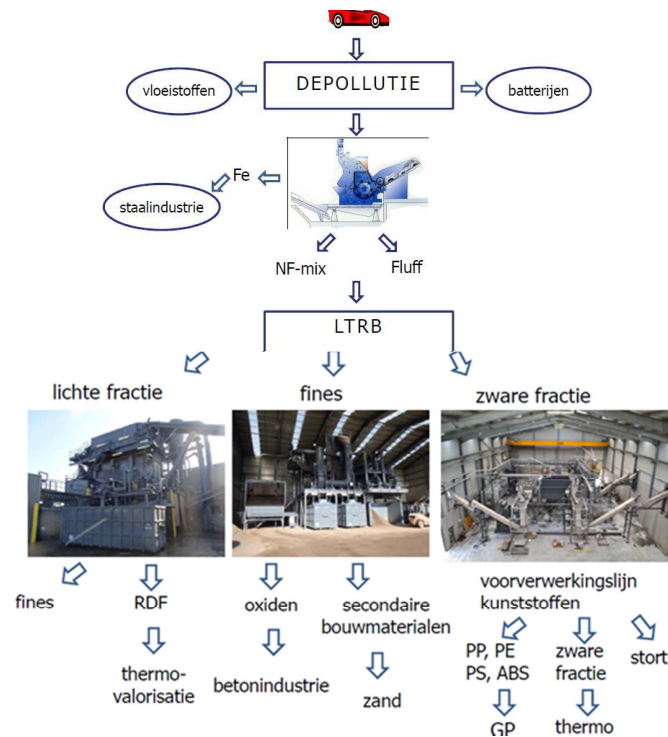 DEPOLLUTIE
vloeistoffen
batterijen
Fe
staalindustrie
NF-mix
Fluff
LTRB
lichte fractie
fines
zware fractie
fines
RDF
oxiden
secondaire
bouwmaterialen
voorverwerkingslijn
kunststoffen
thermo-
valorisatie
betonindustrie
zand
PP, PE
PS, ABS
zware
fractie
stort
GP
thermo